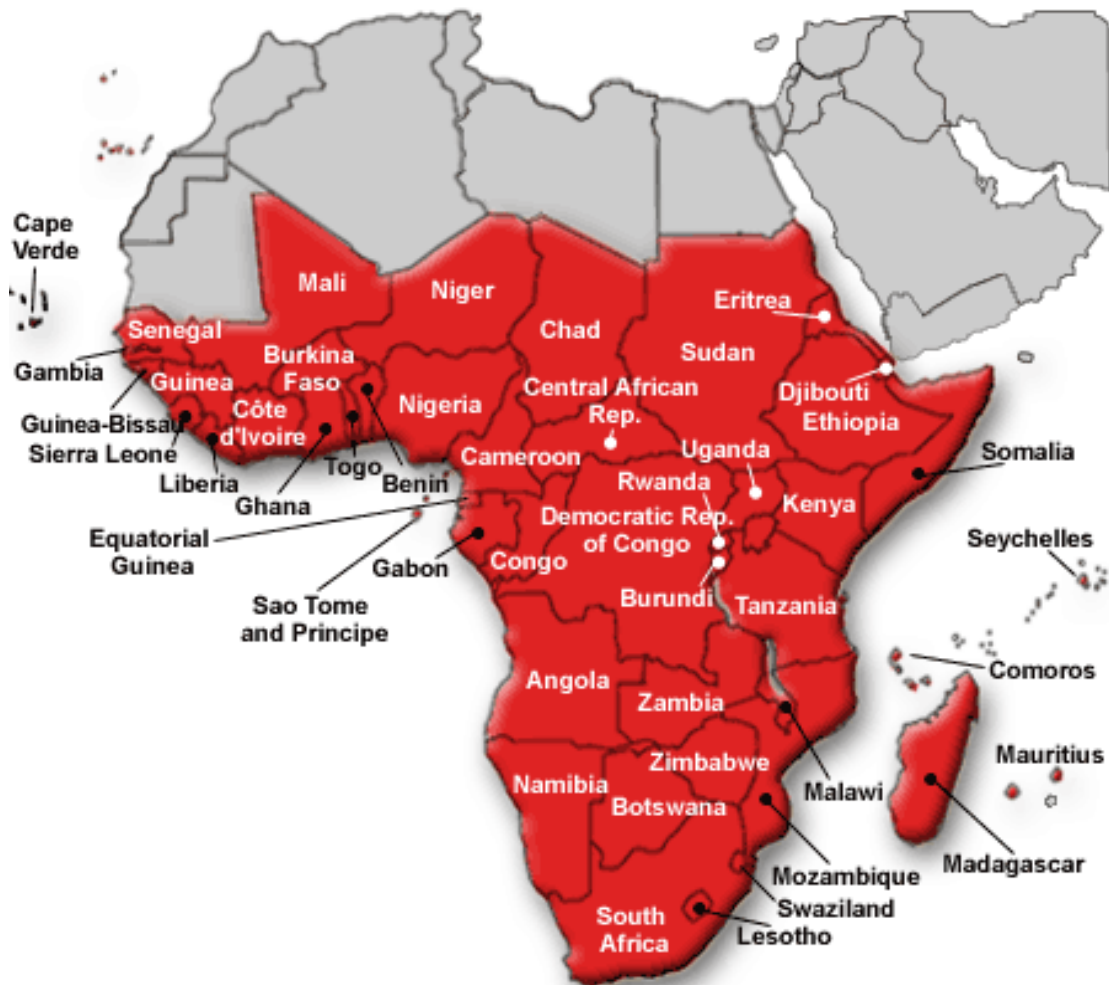 Cape
Verde
Mali
Niger
Eritrea
Senegal
Chad
Sudan
Gambia
Burkina
Faso
Guinea
Nigeria
Central African
Rep.
Djibouti
Ethiopia
Côte
d'Ivoire
Guinea-Bissau
Sierra Leone
Liberia
Ghana
Togo
Benin
Cameroon
Uganda
Rwanda
Kenya
Somalia
Democratic Rep.
of Congo
Equatorial
Guinea
Gabon
Congo
Seychelles
Burundi
Tanzania
Sao Tome
and Principe
Comoros
Angola
Zambia
Mauritius
Zimbabwe
Malawi
Namibia
Botswana
Madagascar
Mozambique
Swaziland
South
Africa
Lesotho